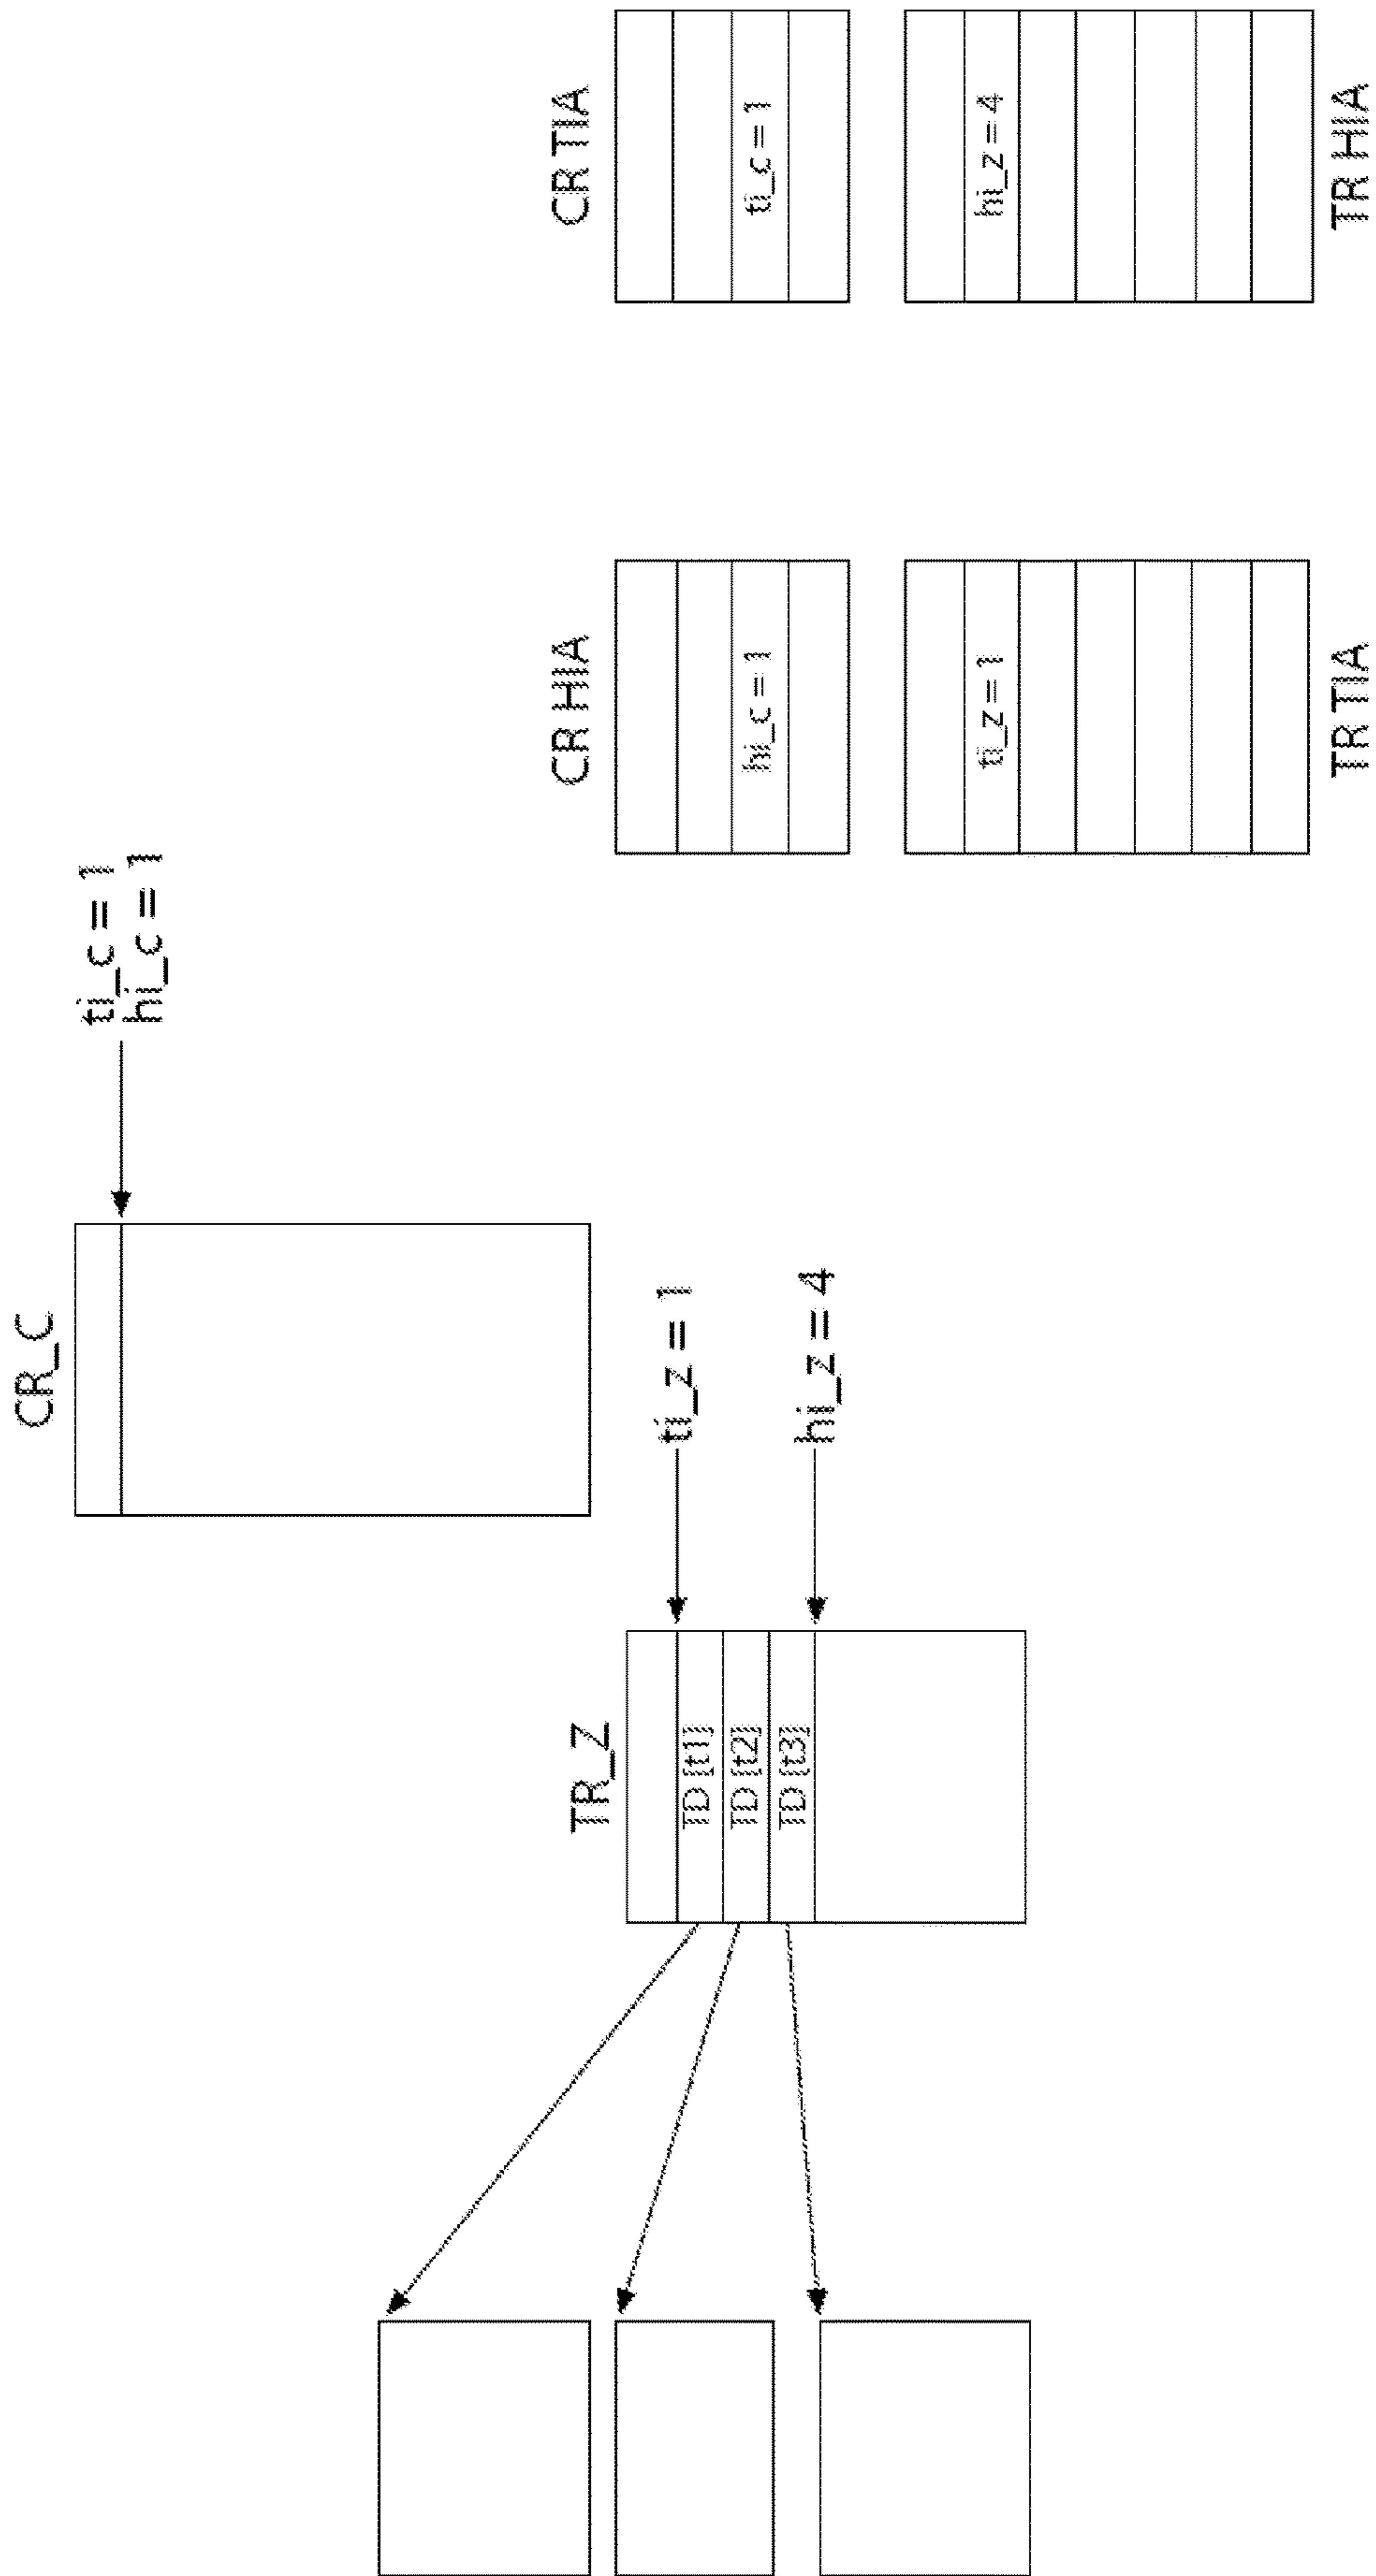 CR_C
ti_c = 1
hi_c = 1
TR_Z
TD [t1]
TD [t2]
TD [t3]
ti_z = 1
hi_z = 4
CR HIA
hi_c = 1
ti_z = 1
TR TIA
CR TIA
ti_c = 1
hi_z = 4
TR HIA